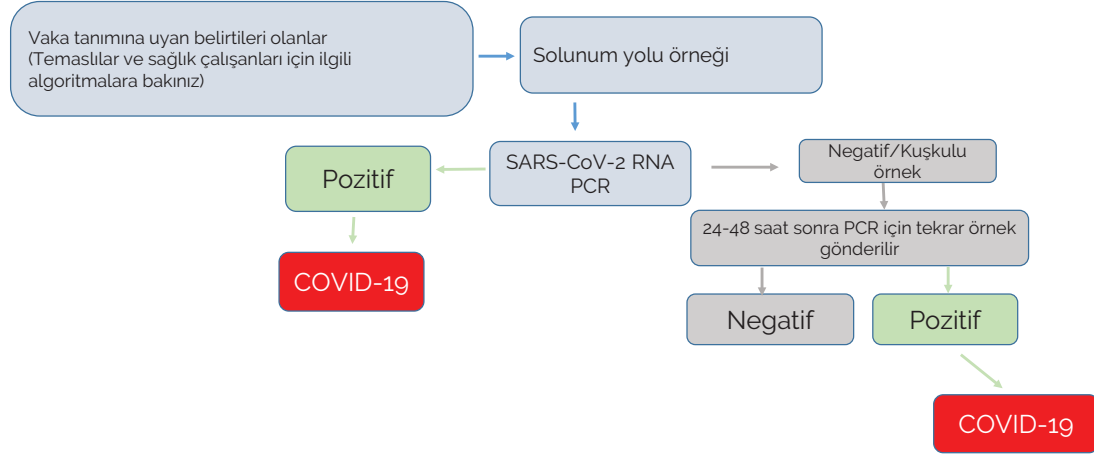 Vaka tanımına uyan belirtileri olanlar
(Temaslılar ve sağlık çalışanları için ilgili
algoritmalara bakınız)
Solunum yolu örneği
SARS-CoV-2 RNA
PCR
Pozitif
COVID-19
Negatif/Kuşkulu
örnek
24-48 saat sonra PCR için tekrar örnek
gönderilir
Negatif
Pozitif
COVID-19